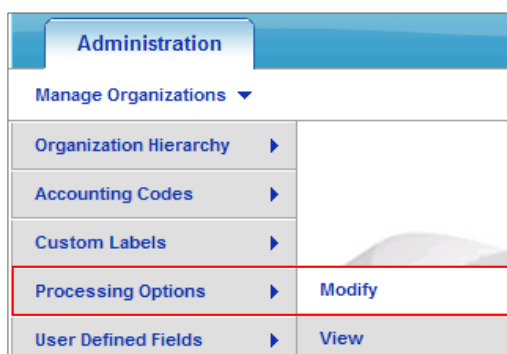 Administration
Manage Organizations
Organization Hierarchy
Accounting Codes
Custom Labels
Processing Options Modify
User Defined Fields View